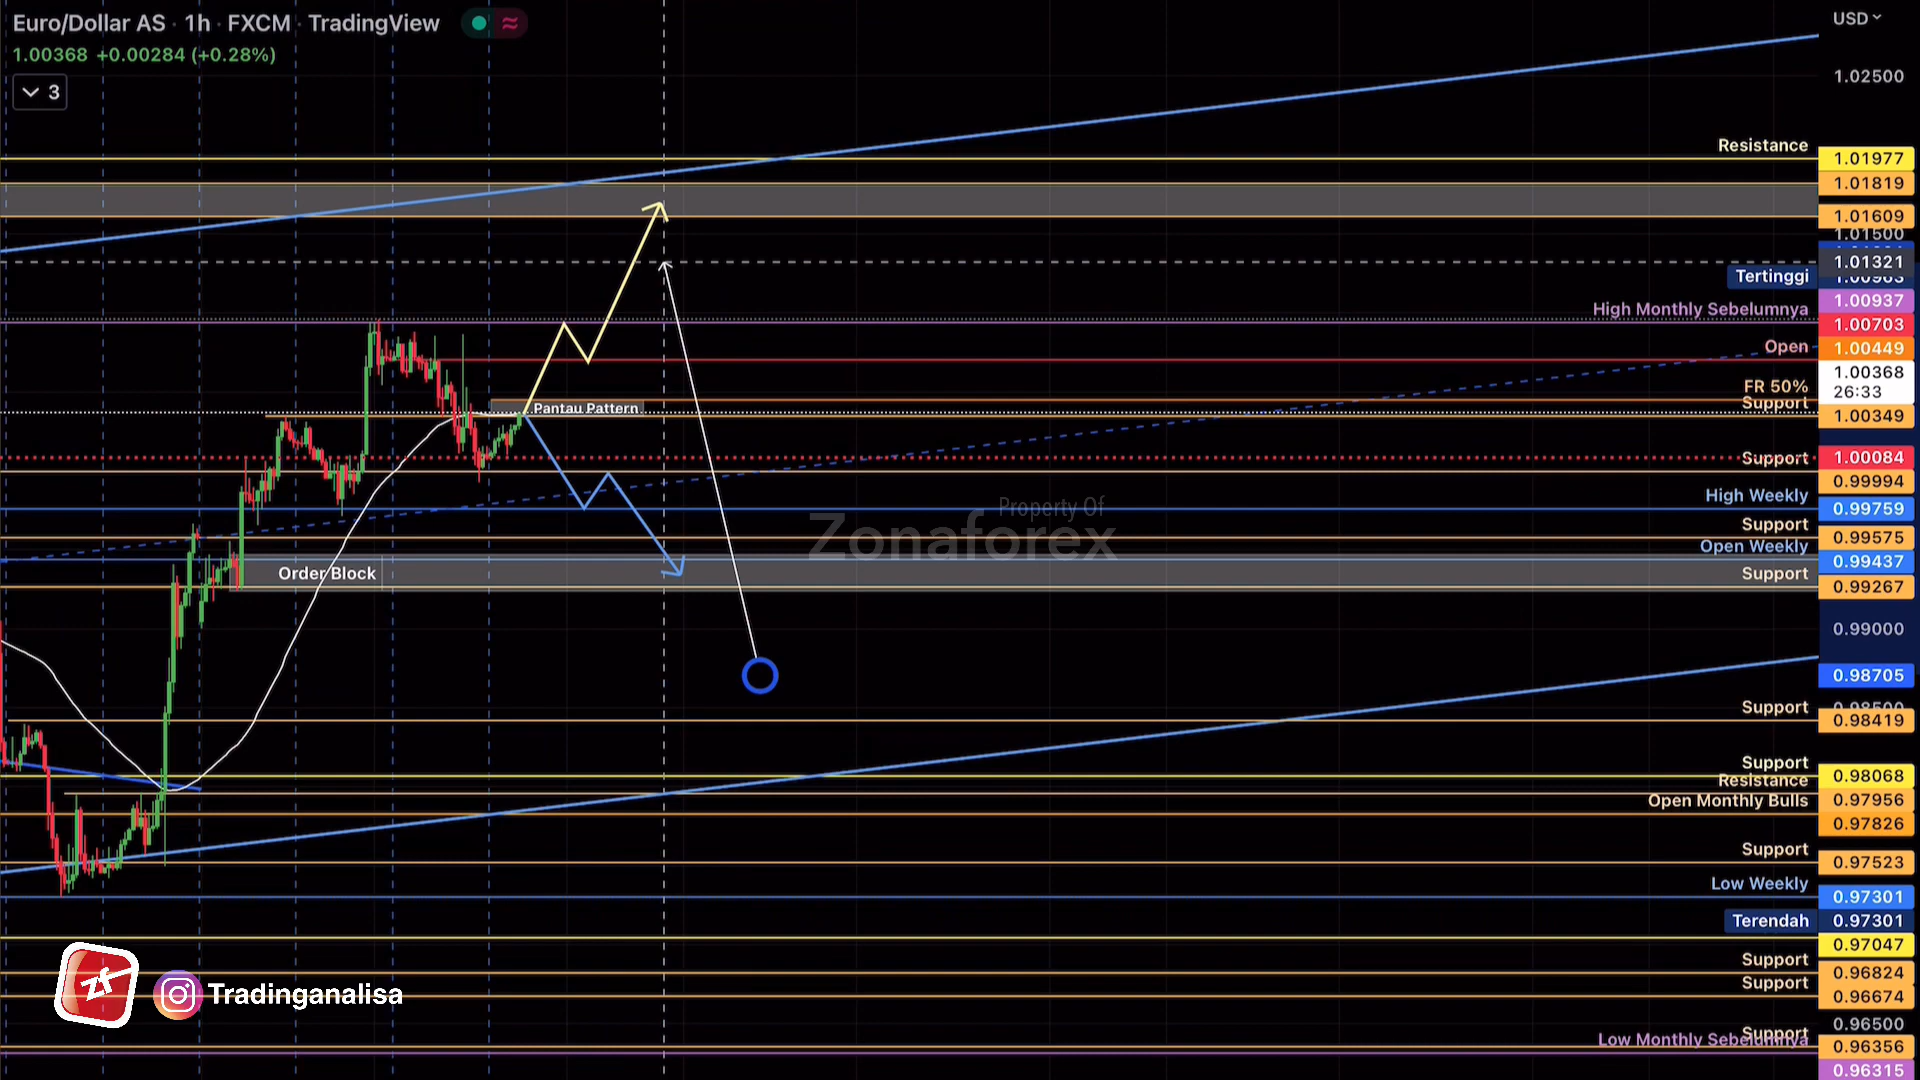 Euro/Dollar AS · 1h · FXCM · TradingView
USD
1.00368 +0.00284 (+0.28%)
3
1.02500
Resistance
1.01977
1.01819
1.01609
1.01500
1.01321
Tertinggi
High Monthly Sebelumnya
1.00937
1.00703
Open
1.00449
1.00368
26:33
FR 50%
Support
1.00349
Pantau Pattern
Support
1.00084
0.99994
High Weekly
0.99759
Property Of
Zonaforex
Support
0.99575
Open Weekly
0.99437
Order Block
Support
0.99267
0.99000
0.98705
Support
0.98500
0.98419
Support
0.98068
Resistance
0.97956
Open Monthly Bulls
0.97826
Support
0.97523
Low Weekly
0.97301
Terendah
0.97301
0.97047
Support
0.96824
Support
0.96674
zf
Tradinganalisa
0.96500
Support
Low Monthly Sebelumnya
0.96356
0.96315